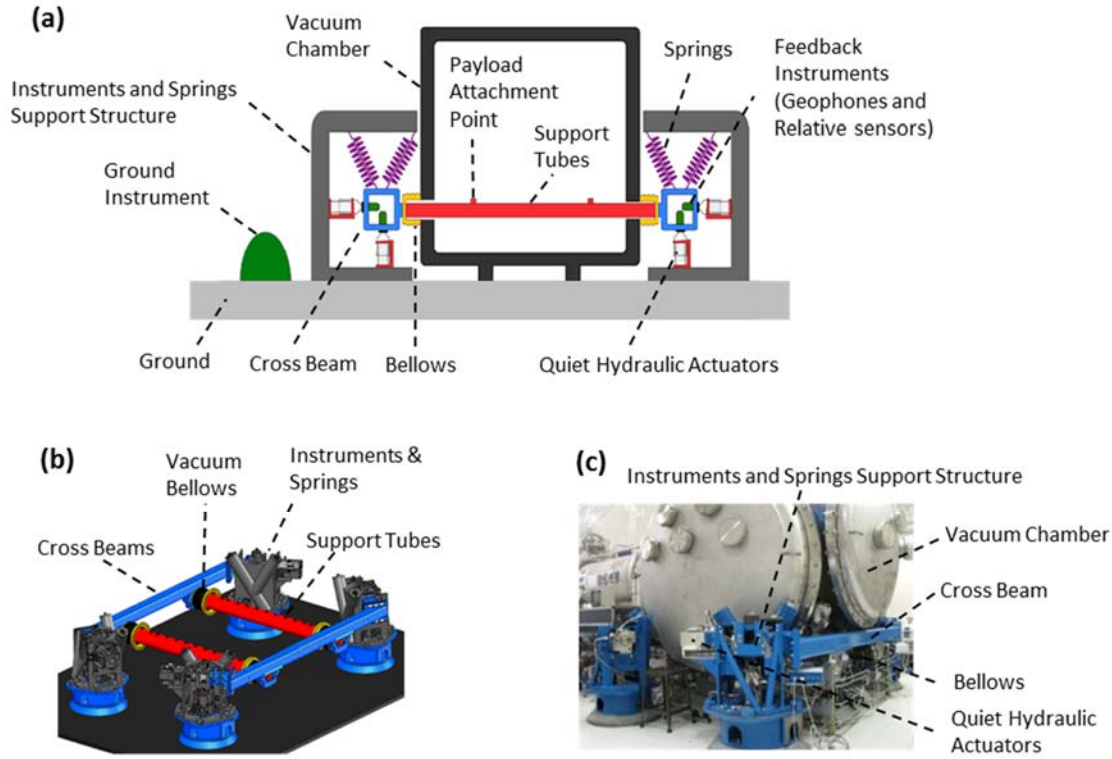 (a)
Vacuum
Chamber
Payload
Attachment
Point
Springs
Feedback
Instruments
(Geophones and
Relative sensors)
Instruments and Springs
Support Structure
Support
Tubes
Ground
Instrument
Ground
Cross Beam
Bellows
Quiet Hydraulic Actuators
(b)
Vacuum
Bellows
Instruments &
Springs
Cross Beams
Support Tubes
(c)
Instruments and Springs Support Structure
Vacuum Chamber
Cross Beam
Bellows
Quiet Hydraulic
Actuators